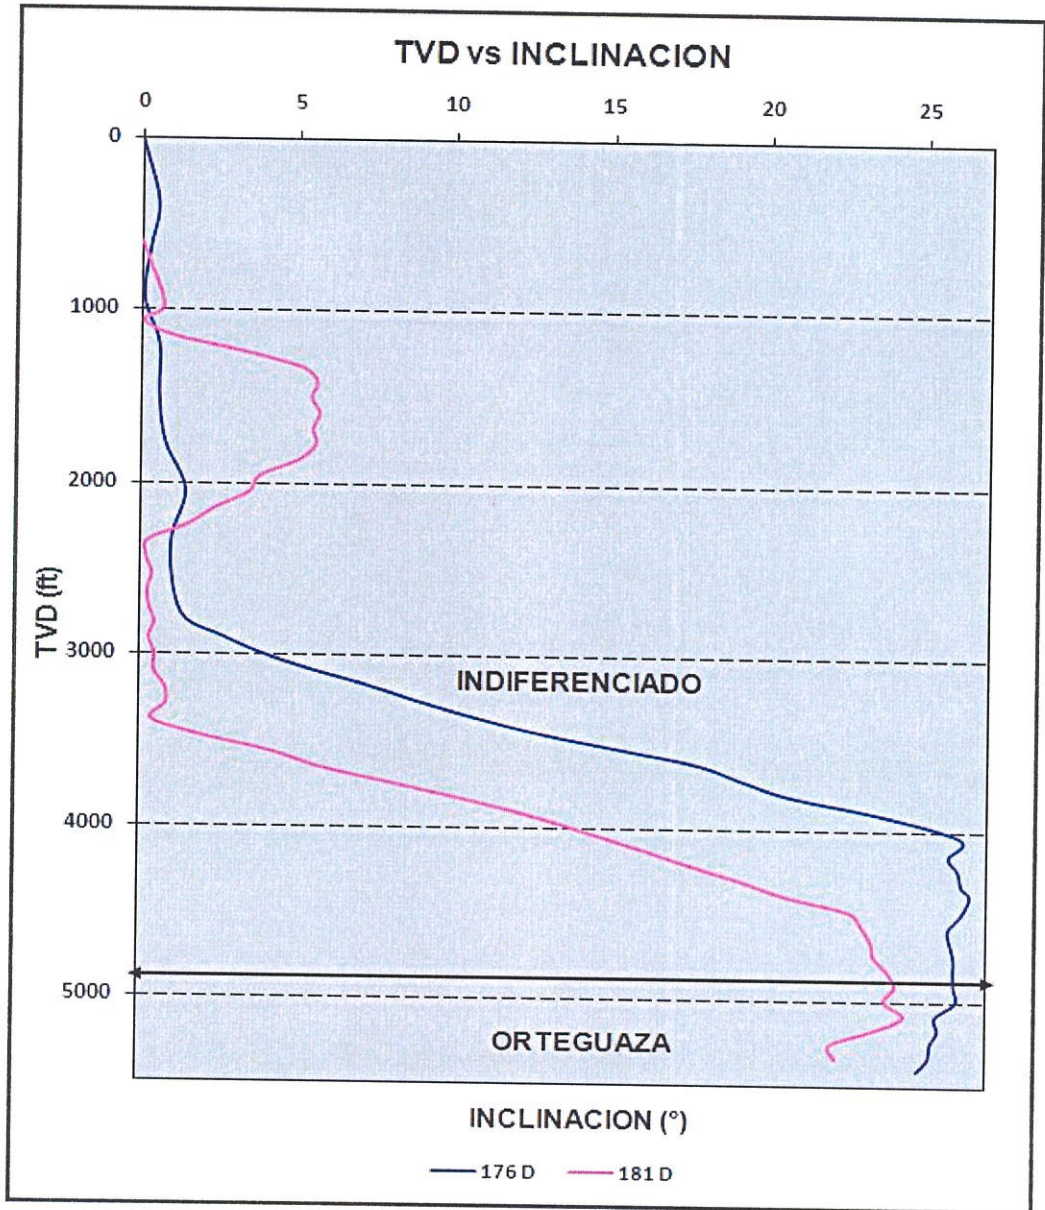 TVD vs INCLINACION
0 5 10 15 20 25
0
1000
2000
TVD (ft)
3000
INDIFERENCIADO
4000
5000
ORTEGUAZA
INCLINACION (°)
176 D 181 D